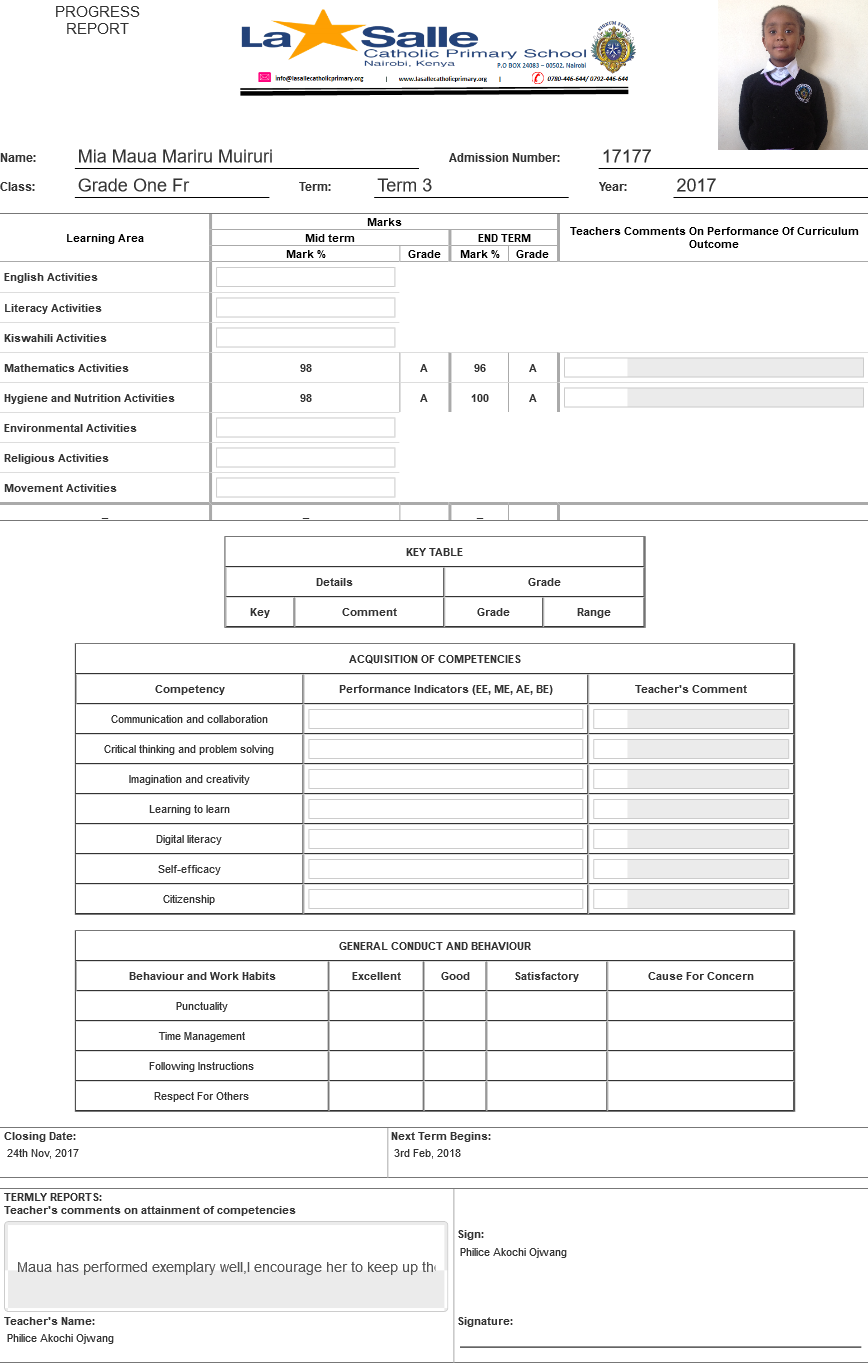 PROGRESS
REPORT
La Salle
Catholic Primary School
Nairobi, Kenya
P.O BOX 24083 – 00502, Nairobi
info@lasallecatholicprimary.org | www.lasallecatholicprimary.org | 0780-446-644/ 0792-446-644
Name: Mia Maua Mariru Muiruri Admission Number: 17177
Class: Grade One Fr Term: Term 3 Year: 2017
Learning Area Marks Teachers Comments On Performance Of Curriculum Outcome
Mid term END TERM
Mark % Grade Mark % Grade
English Activities
Literacy Activities
Kiswahili Activities
Mathematics Activities 98 A 96 A
Hygiene and Nutrition Activities 98 A 100 A
Environmental Activities
Religious Activities
Movement Activities
_ _ _
KEY TABLE
Details Grade
Key Comment Grade Range
ACQUISITION OF COMPETENCIES
Competency Performance Indicators (EE, ME, AE, BE) Teacher's Comment
Communication and collaboration
Critical thinking and problem solving
Imagination and creativity
Learning to learn
Digital literacy
Self-efficacy
Citizenship
GENERAL CONDUCT AND BEHAVIOUR
Behaviour and Work Habits Excellent Good Satisfactory Cause For Concern
Punctuality
Time Management
Following Instructions
Respect For Others
Closing Date: Next Term Begins:
24th Nov, 2017 3rd Feb, 2018
TERMLY REPORTS:
Teacher's comments on attainment of competencies
Maua has performed exemplary well,I encourage her to keep up
Sign:
Philice Akochi Ojwang
Teacher's Name: Signature:
Philice Akochi Ojwang